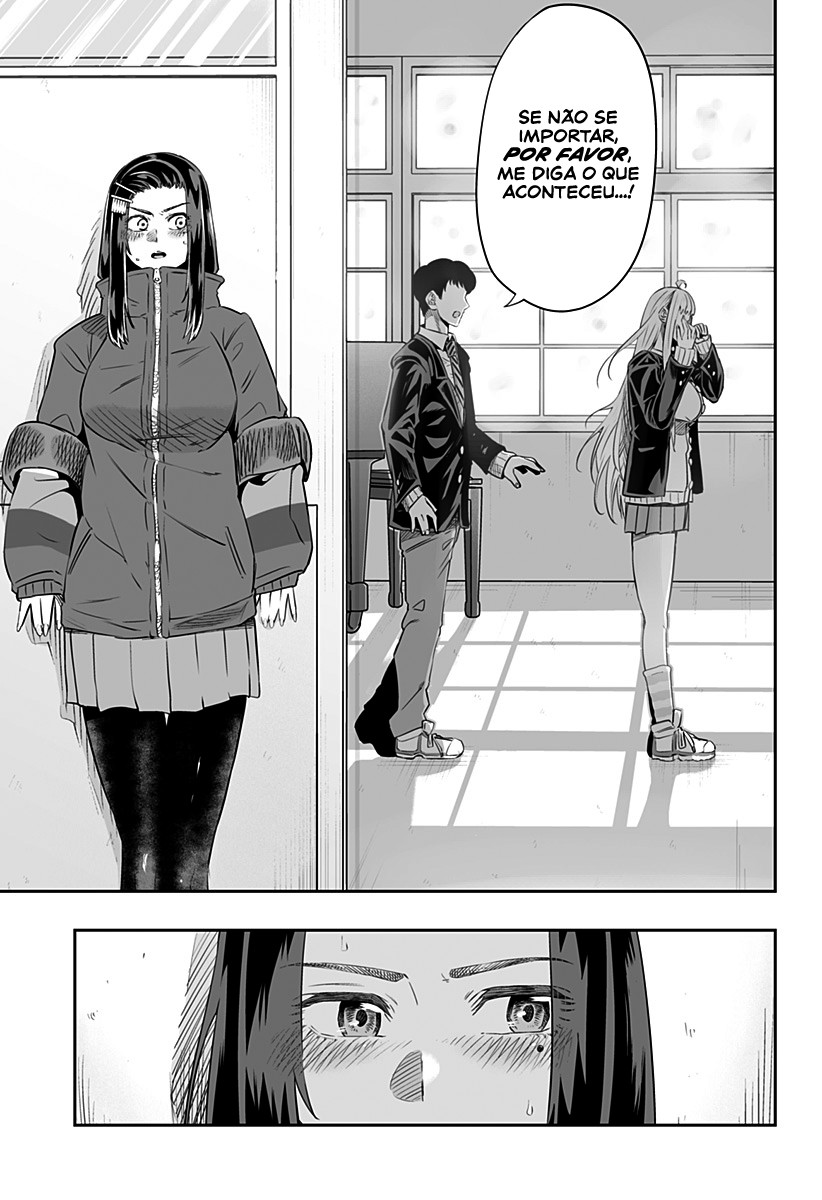 SE NÃO SE
IMPORTAR,
POR FAVOR,
ME DIGA O QUE
ACONTECEU...!